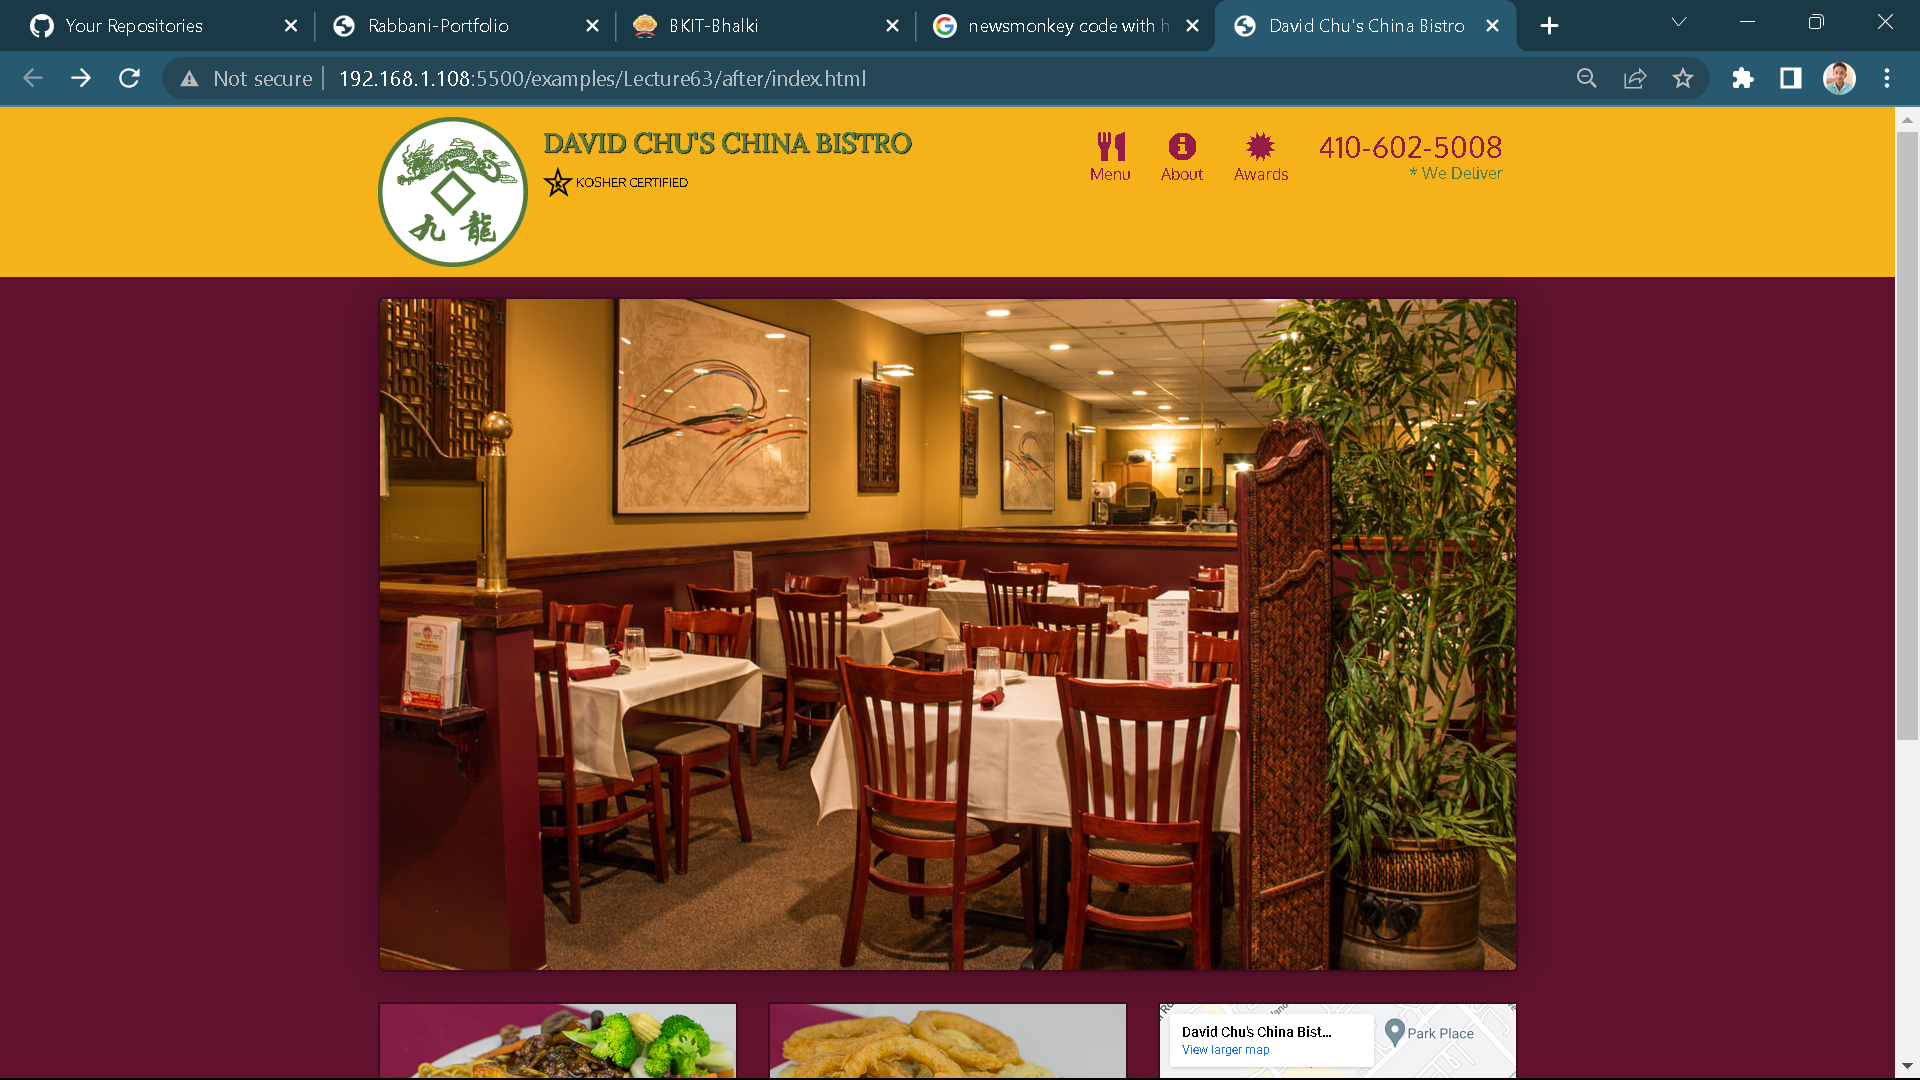 Your Repositories
Rabbani-Portfolio
BKIT-Bhalki
newsmonkey code with h
David Chu's China Bistro
Not secure
192.168.1.108:5500/examples/Lecture63/after/index.html
九 龍
DAVID CHU'S CHINA BISTRO
K
KOSHER CERTIFIED
Menu
About
Awards
410-602-5008
* We Deliver
David Chu's China Bist...
View larger map
Park Place